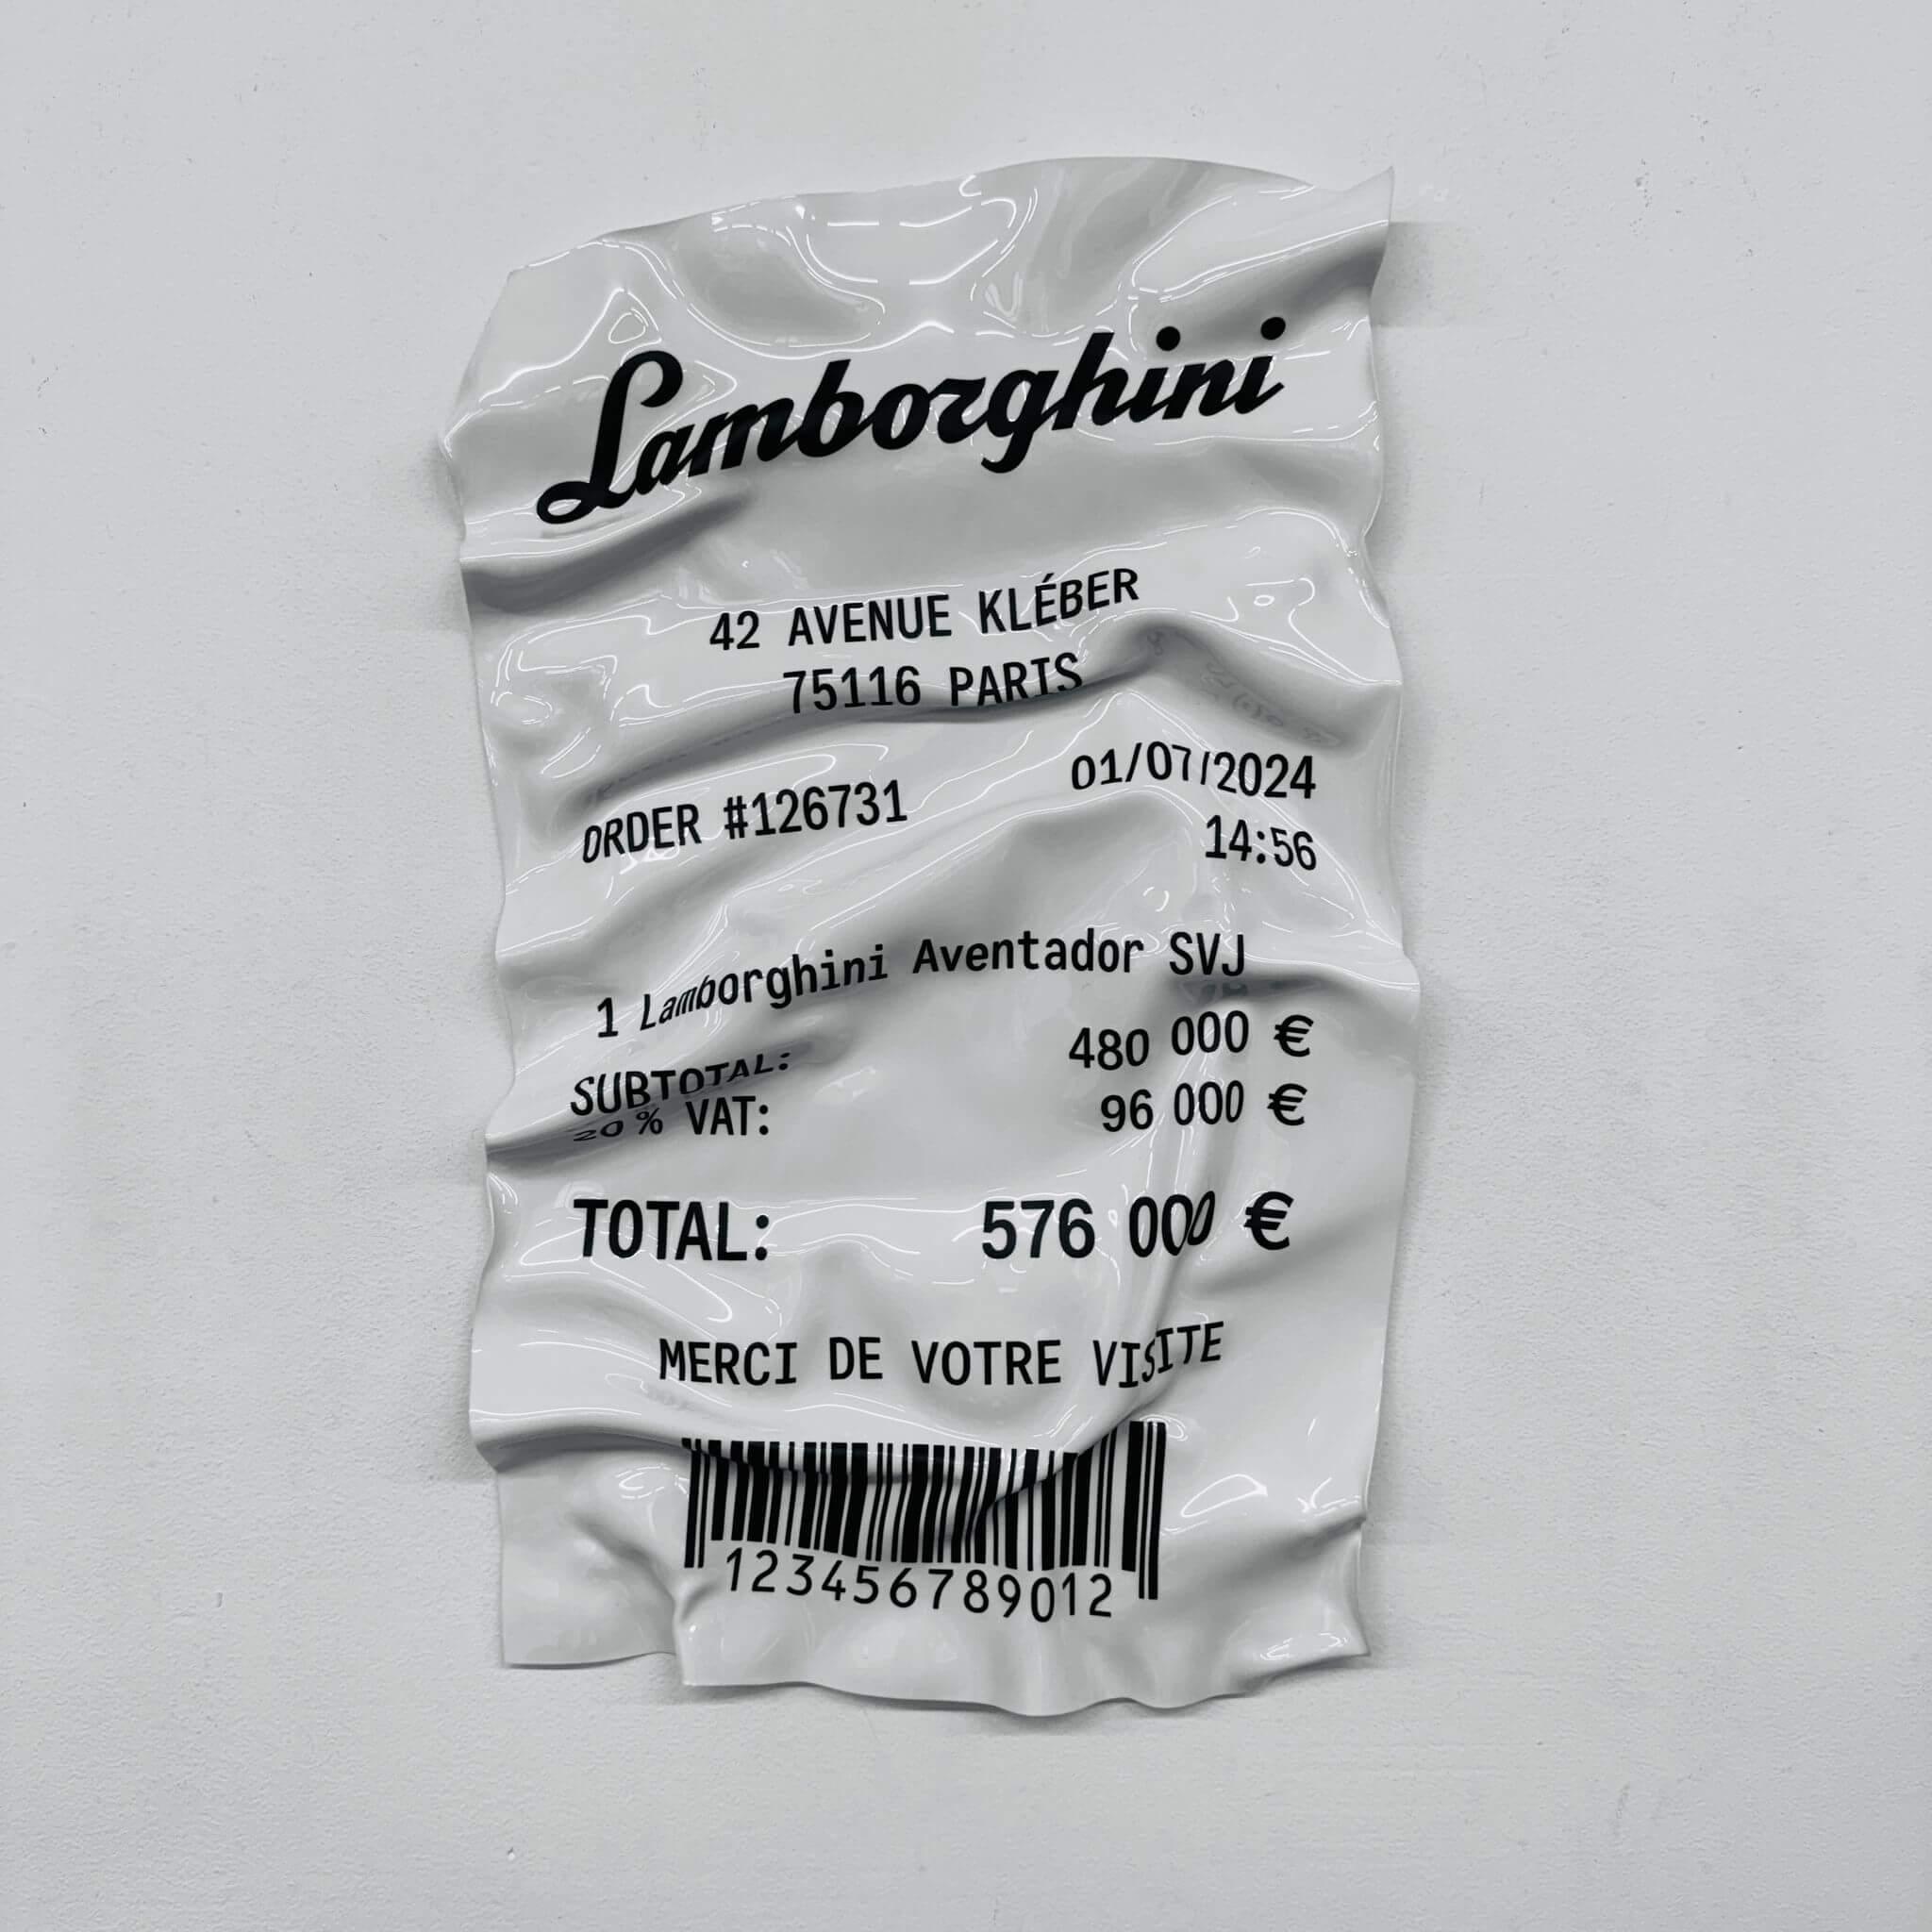 Lamborghini
42 AVENUE KLÉBER
75116 PARIS
ORDER #126731 01/07/2024
14:56
1 Lamborghini Aventador SVJ
SUBTOTAL: 480 000 €
20% VAT: 96 000 €
TOTAL: 576 000 €
MERCI DE VOTRE VISITE
123456789012